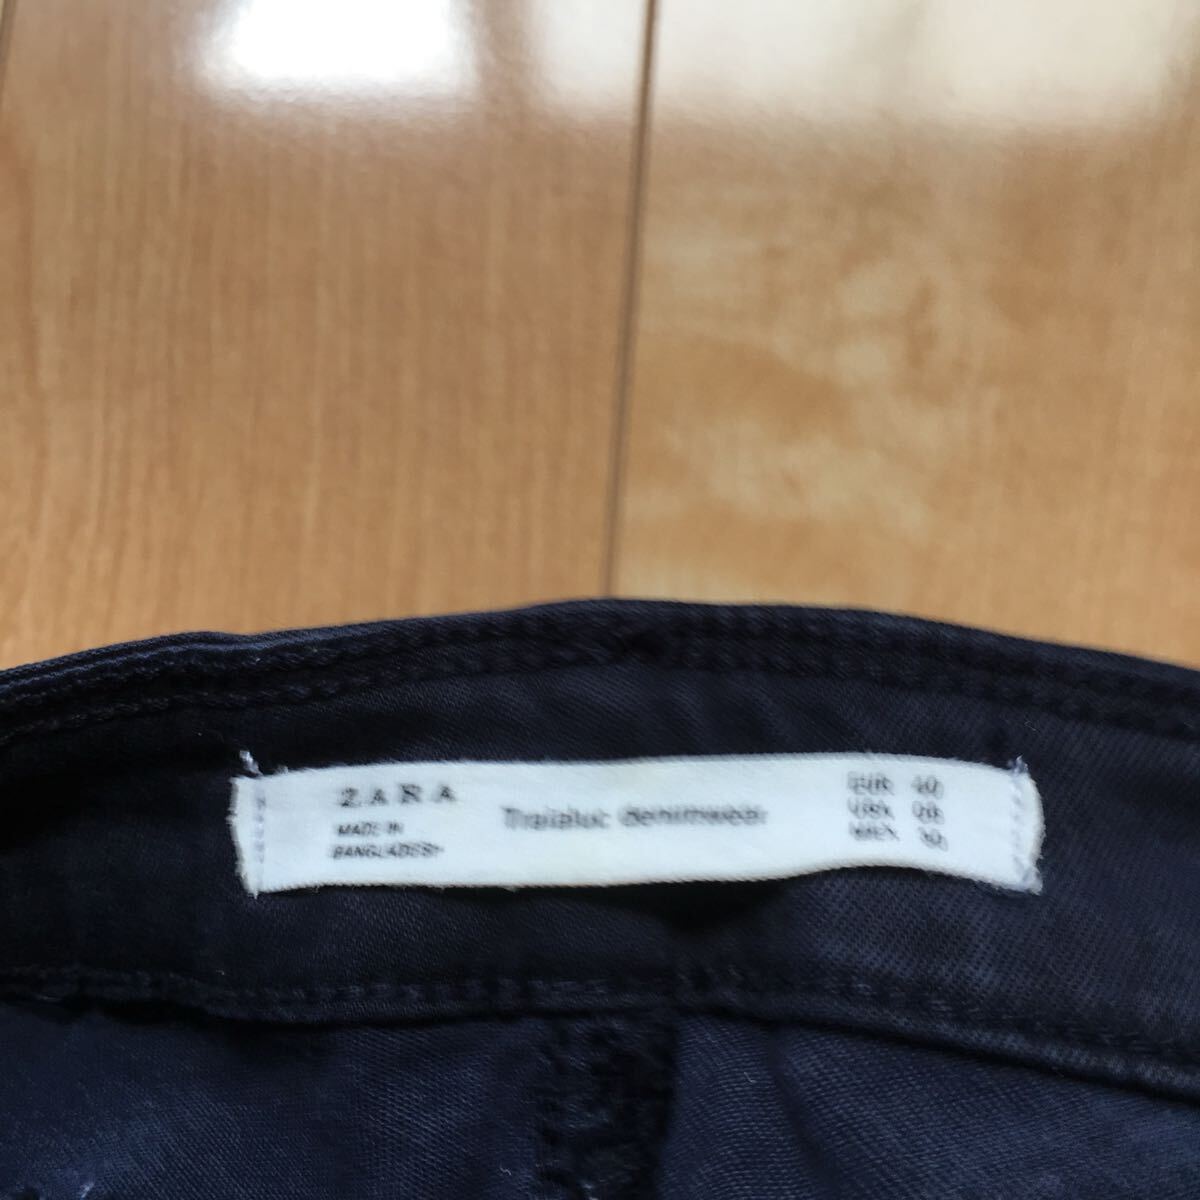 ZARA
MADE IN
BANGLADESH
Trafaluc denimwear
EUR 40
USA 08
MEX 30